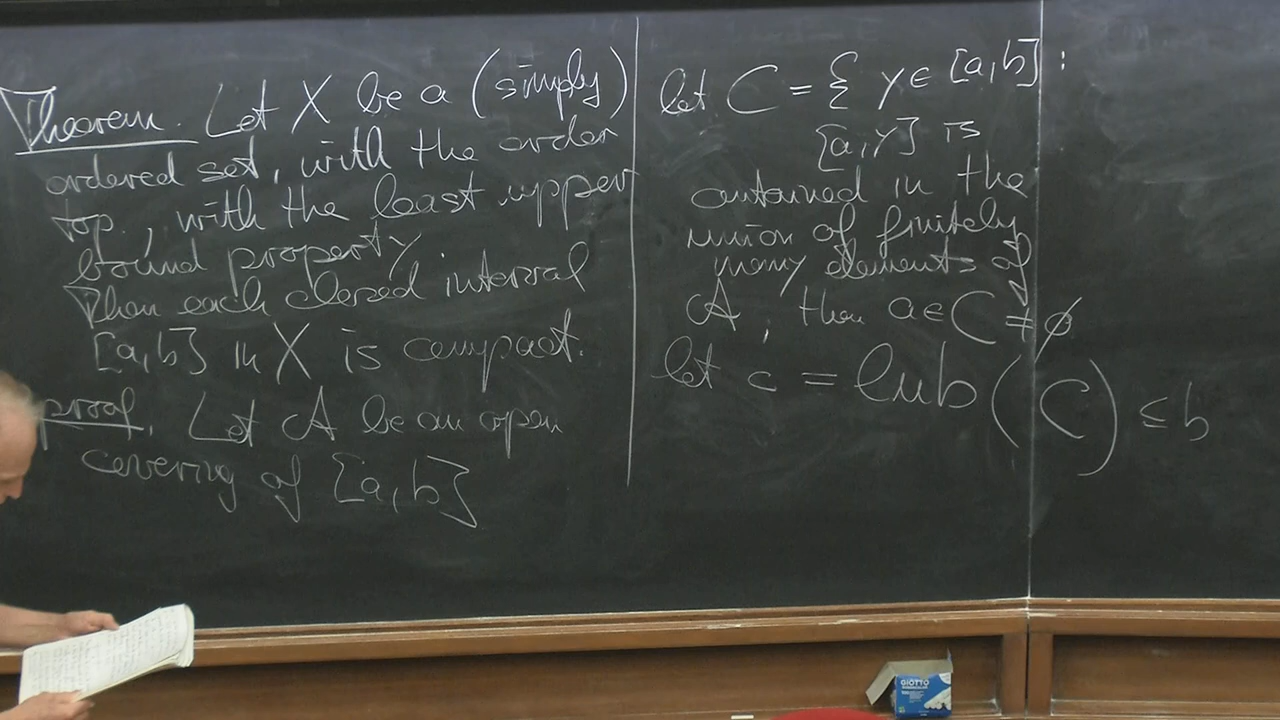 Theorem. Let X be a (simply)
ordered set, with the order
top., with the least upper
bound property
Then each closed interval
[a,b] in X is compact.
proof. Let A be an open
covering of [a,b]
let C = { y ∈ [a,b] :
[a,y] is
contained in the
union of finitely
many elements of
A, then a ∈ C ≠ ∅
let c = lub (C) ≤ b
GIOTTO